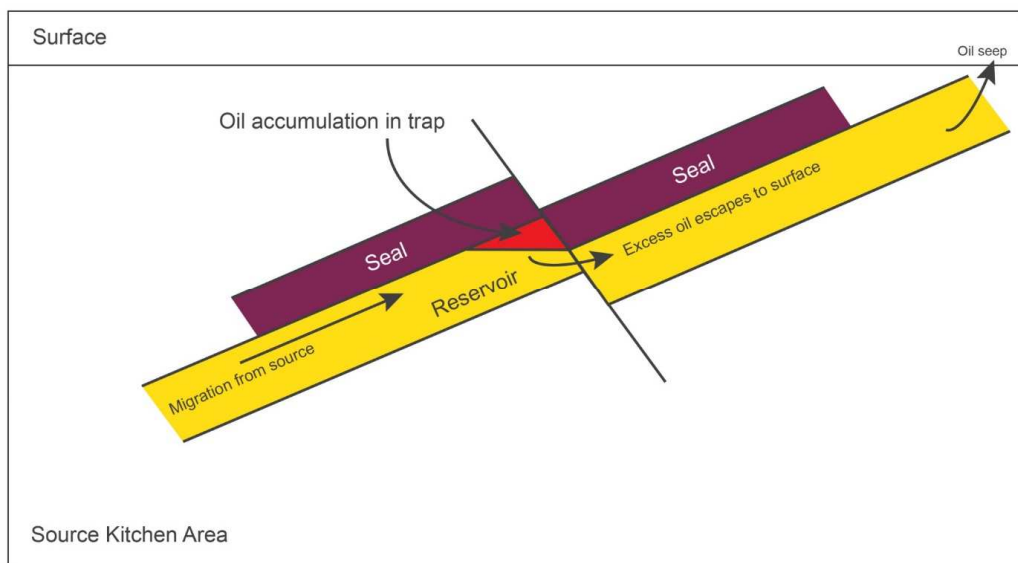 Surface
Oil seep
Oil accumulation in trap
Seal
Excess oil escapes to surface
Seal
Reservoir
Migration from source
Source Kitchen Area